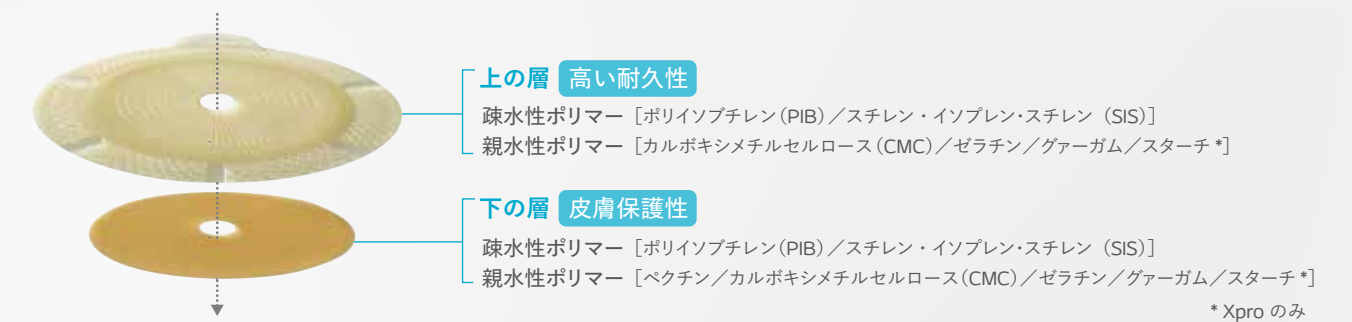 上の層 高い耐久性
疎水性ポリマー［ポリイソブチレン（PIB）／スチレン・イソプレン・スチレン（SIS）］
親水性ポリマー［カルボキシメチルセルロース（CMC）／ゼラチン／グァーガム／スターチ *］
下の層 皮膚保護性
疎水性ポリマー［ポリイソブチレン（PIB）／スチレン・イソプレン・スチレン（SIS）］
親水性ポリマー［ペクチン／カルボキシメチルセルロース（CMC）／ゼラチン／グァーガム／スターチ *］
* Xpro のみ